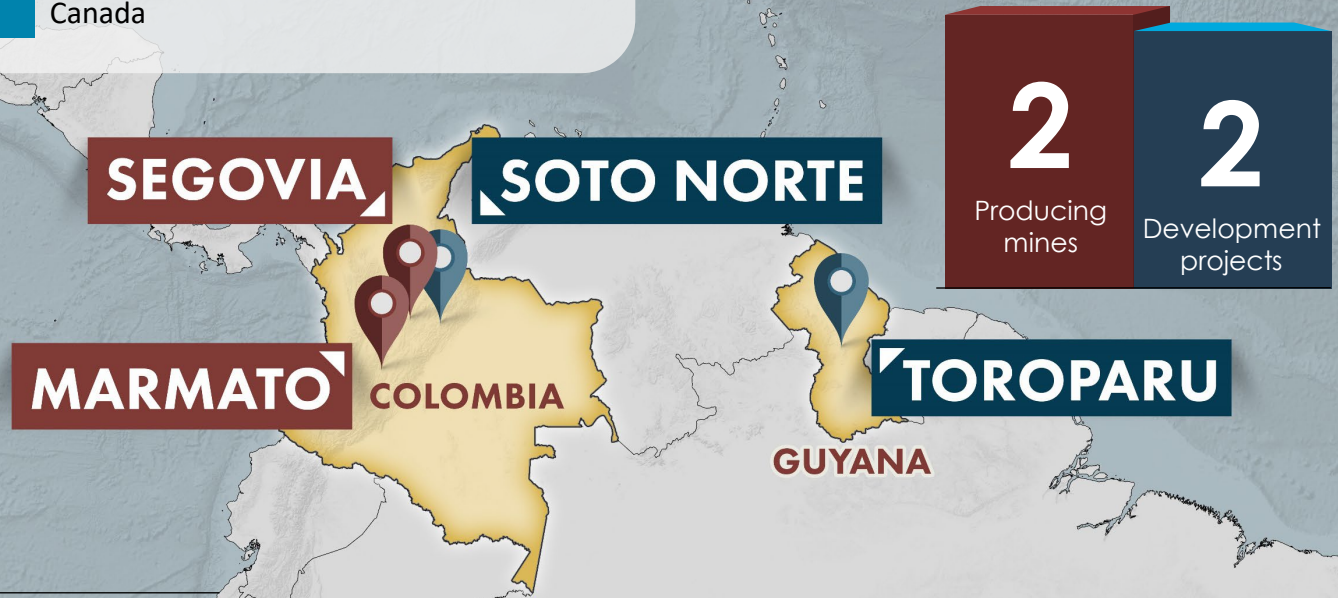 Canada
2
Producing
mines
2
Development
projects
SEGOVIA
SOTO NORTE
MARMATO
COLOMBIA
TOROPARU
GUYANA